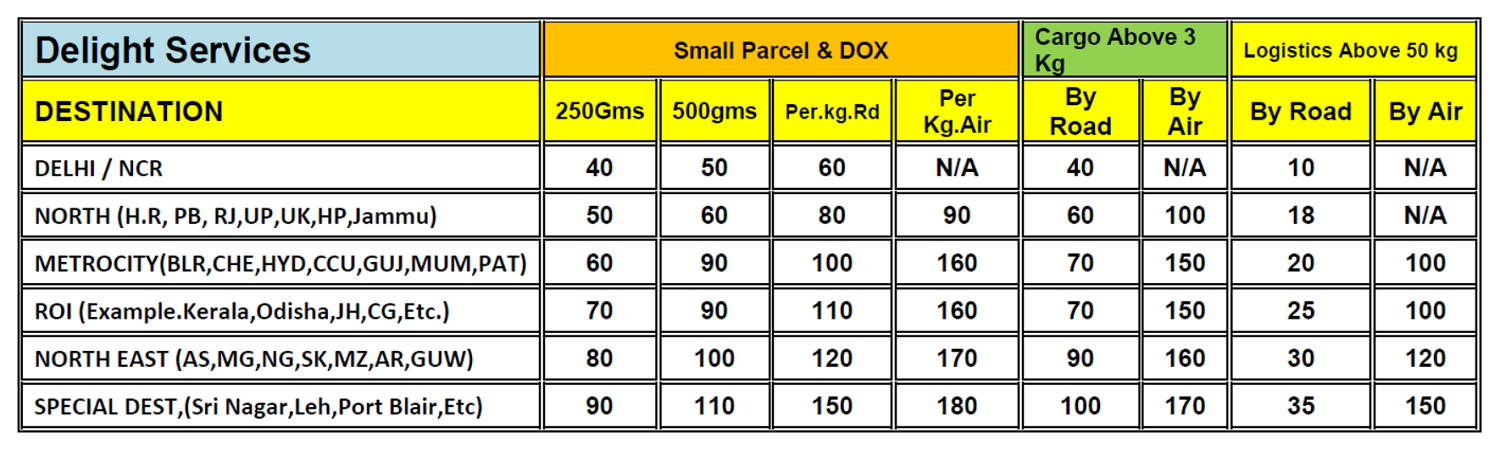 Delight Services Small Parcel & DOX Cargo Above 3 Kg Logistics Above 50 kg
DESTINATION 250Gms 500gms Per.kg.Rd Per Kg.Air By Road By Air By Road By Air
DELHI / NCR 40 50 60 N/A 40 N/A 10 N/A
NORTH (H.R, PB, RJ,UP,UK,HP,Jammu) 50 60 80 90 60 100 18 N/A
METROCITY(BLR,CHE,HYD,CCU,GUJ,MUM,PAT) 60 90 100 160 70 150 20 100
ROI (Example.Kerala,Odisha,JH,CG,Etc.) 70 90 110 160 70 150 25 100
NORTH EAST (AS,MG,NG,SK,MZ,AR,GUW) 80 100 120 170 90 160 30 120
SPECIAL DEST,(Sri Nagar,Leh,Port Blair,Etc) 90 110 150 180 100 170 35 150